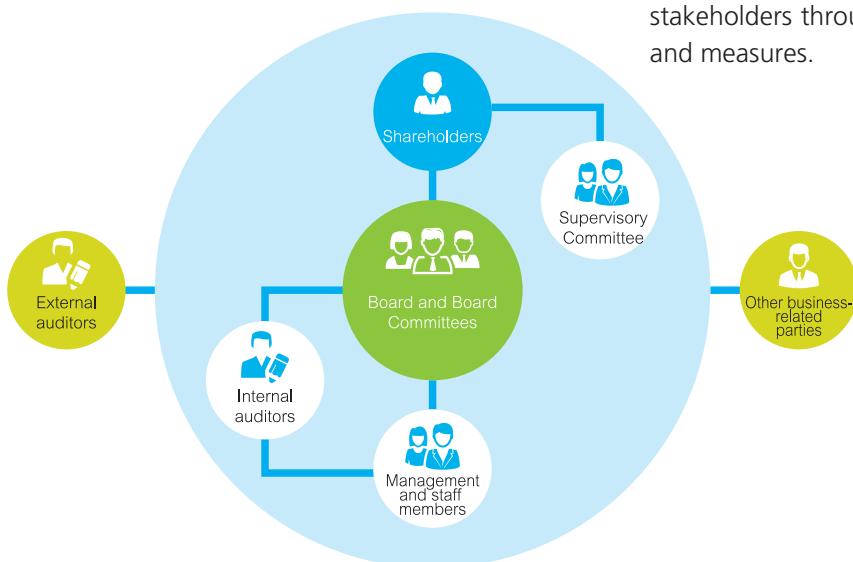 stakeholders throu
and measures.
Shareholders
Supervisory
Committee
External
auditors
Board and Board
Committees
Other business-
related
parties
Internal
auditors
Management
and staff
members